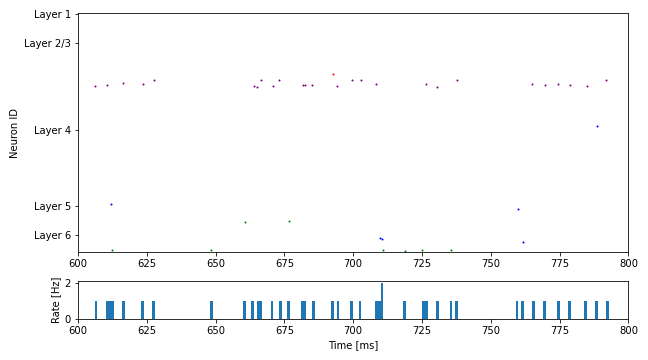 Layer 1
Layer 2/3
Layer 4
Layer 5
Layer 6
Neuron ID
600 625 650 675 700 725 750 775 800
2
0
Rate [Hz]
600 625 650 675 700 725 750 775 800
Time [ms]